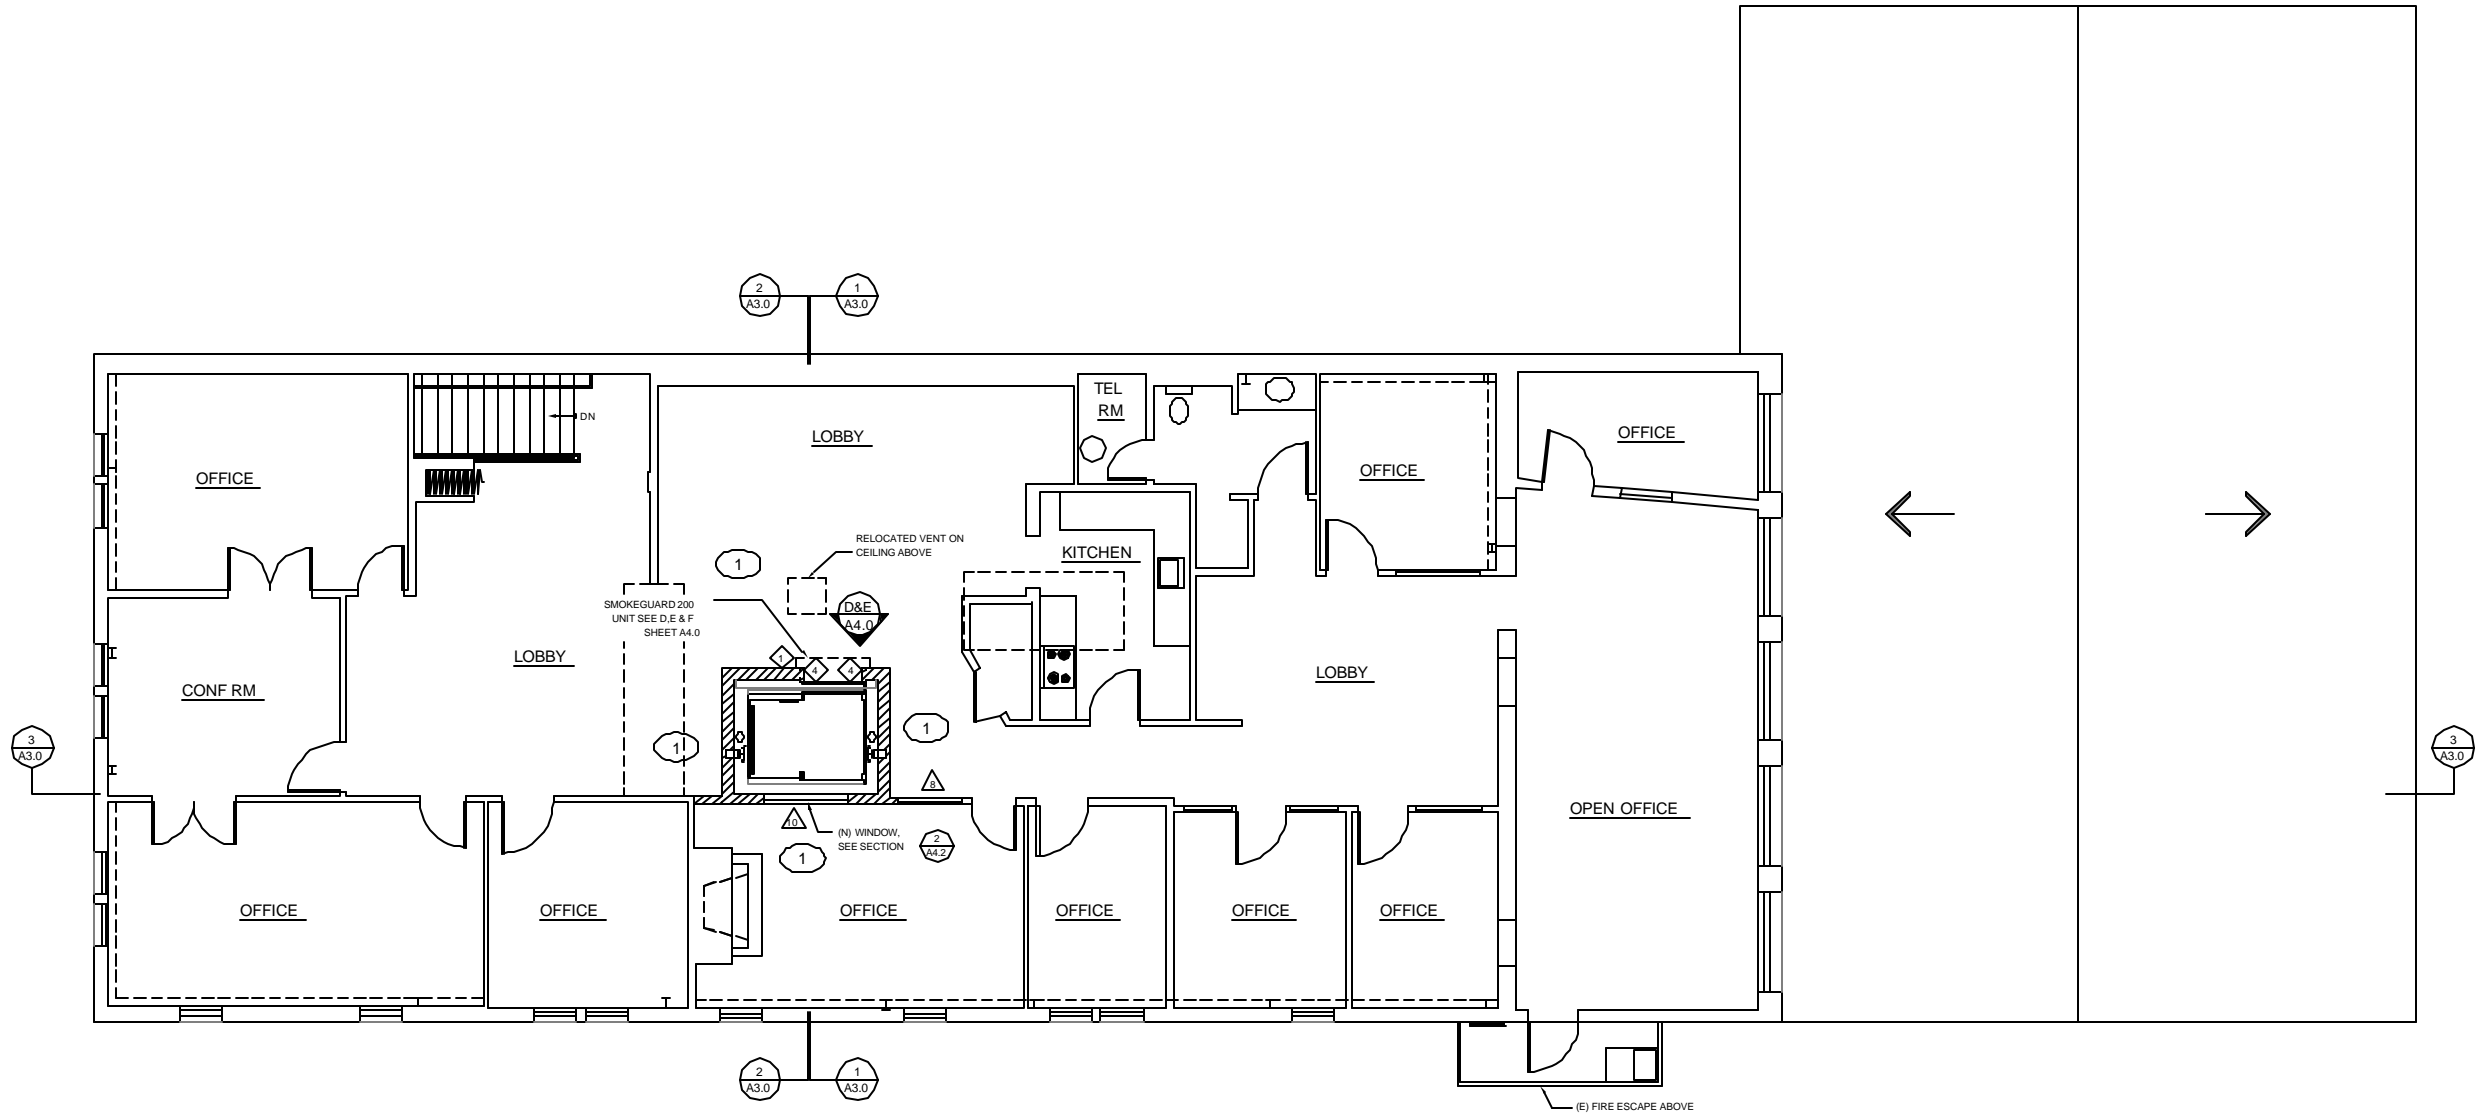 2
A3.0
1
A3.0
TEL
RM
DN
LOBBY
OFFICE
OFFICE
OFFICE
RELOCATED VENT ON
CEILING ABOVE
KITCHEN
1
SMOKEGUARD 200
UNIT SEE D,E & F
SHEET A4.0
D&E
A4.0
LOBBY
1
4
4
LOBBY
CONF RM
3
A3.0
1
1
3
A3.0
8
10
(N) WINDOW,
SEE SECTION
2
A4.2
1
OPEN OFFICE
OFFICE
OFFICE
OFFICE
OFFICE
OFFICE
OFFICE
2
A3.0
1
A3.0
(E) FIRE ESCAPE ABOVE